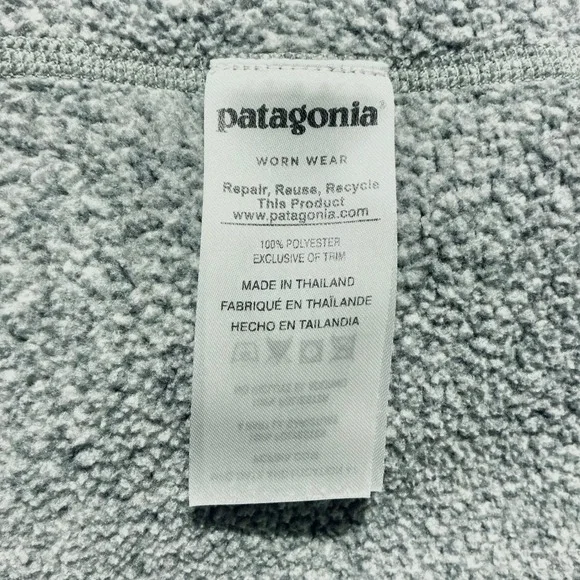 patagonia®
WORN WEAR
Repair, Reuse, Recycle
This Product
www.patagonia.com
100% POLYESTER
EXCLUSIVE OF TRIM
MADE IN THAILAND
FABRIQUÉ EN THAÏLANDE
HECHO EN TAILANDIA